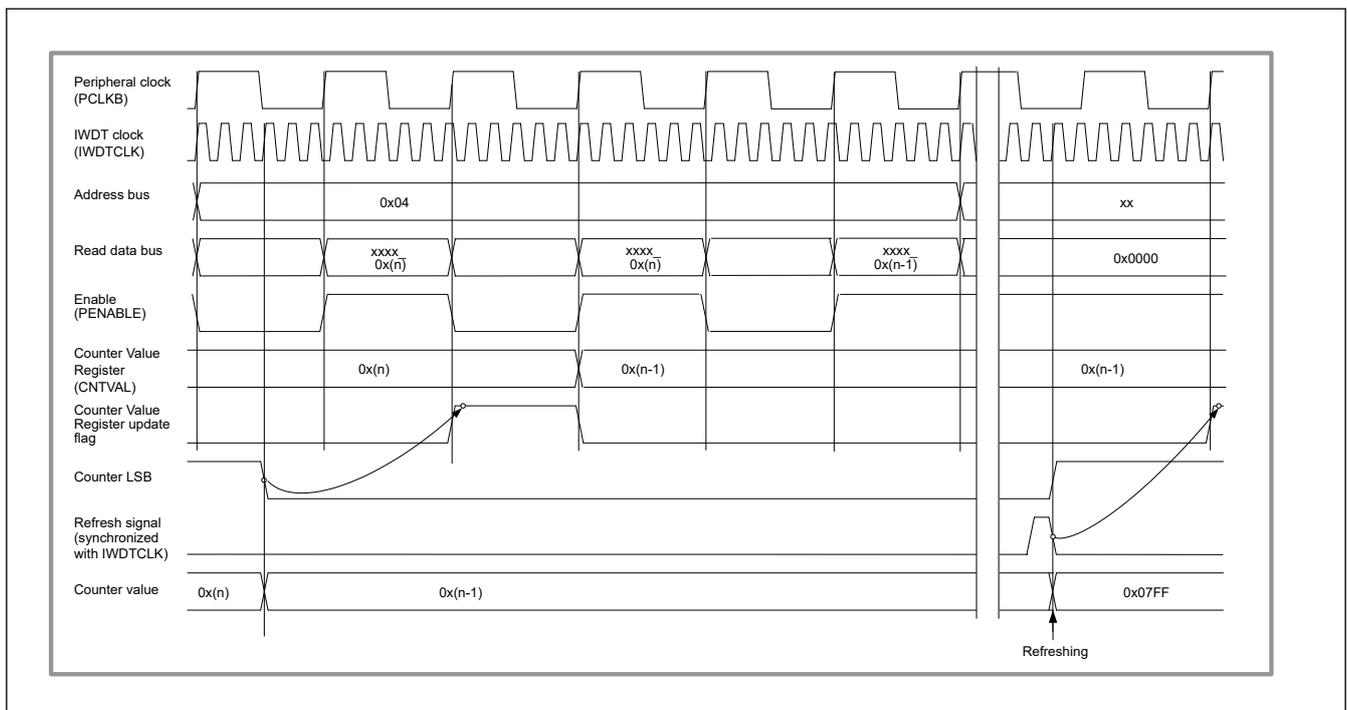 Peripheral clock
(PCLKB)
IWDT clock
(IWDTCLK)
Address bus
0x04
xx
Read data bus
xxxx_
0x(n)
xxxx_
0x(n)
xxxx_
0x(n-1)
0x0000
Enable
(PENABLE)
Counter Value
Register
(CNTVAL)
0x(n)
0x(n-1)
0x(n-1)
Counter Value
Register update
flag
Counter LSB
Refresh signal
(synchronized
with IWDTCLK)
Counter value
0x(n)
0x(n-1)
0x07FF
Refreshing